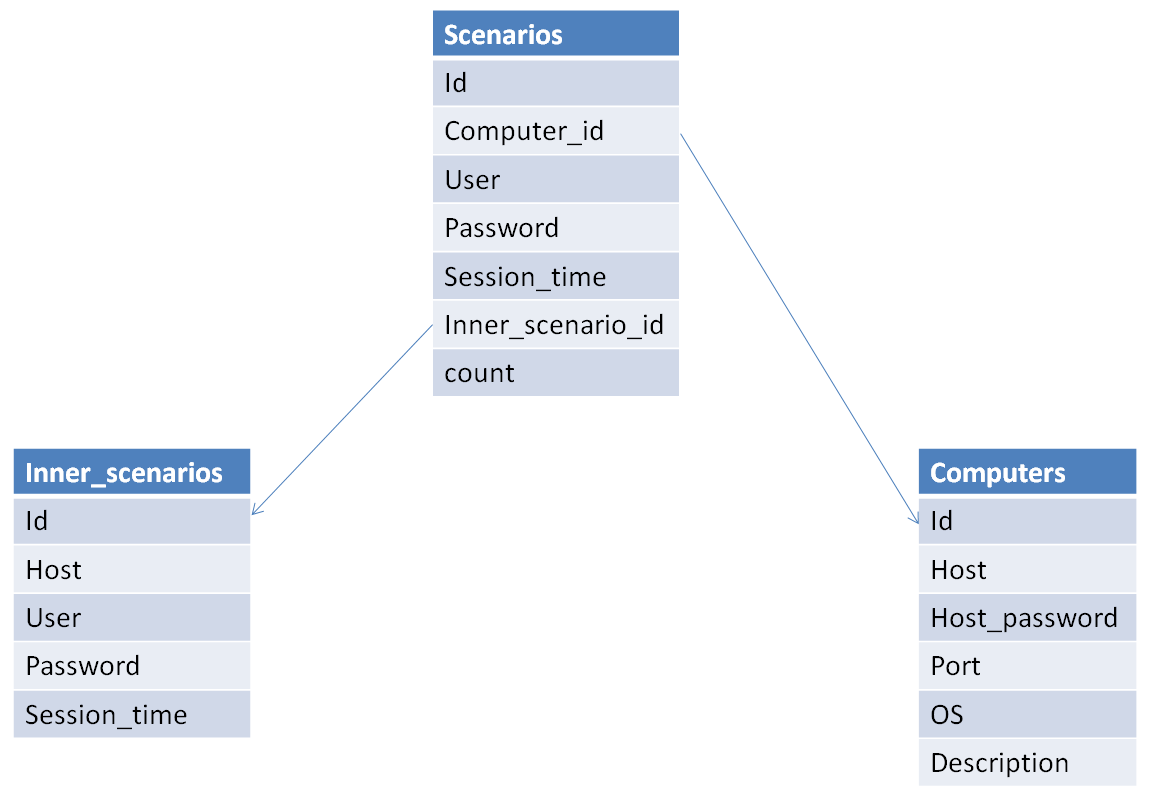 Scenarios
Id
Computer_id
User
Password
Session_time
Inner_scenario_id
count
Inner_scenarios
Id
Host
User
Password
Session_time
Computers
Id
Host
Host_password
Port
OS
Description